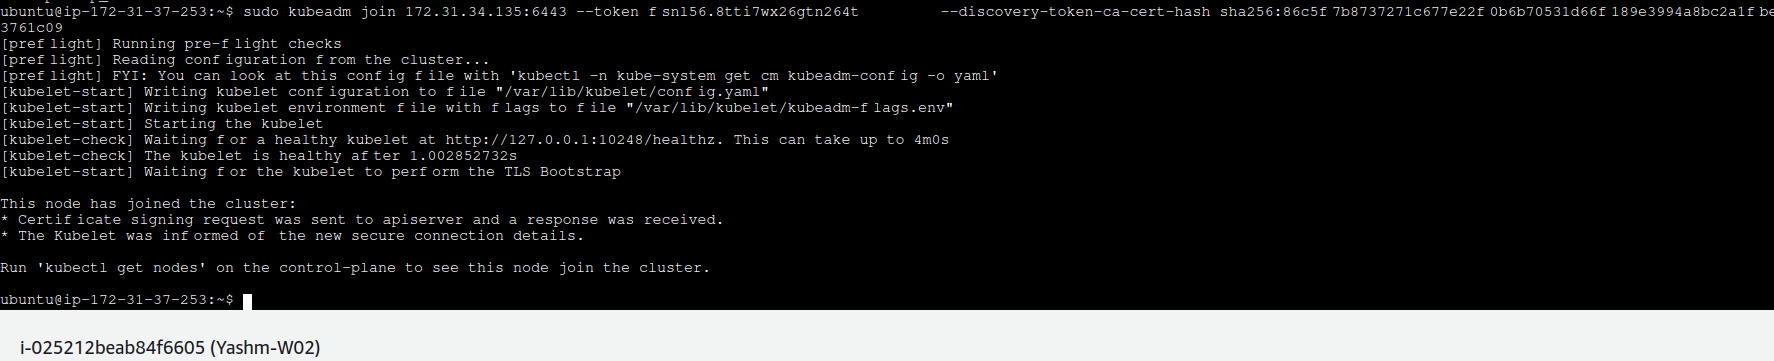 ubuntu@ip-172-31-37-253:~$ sudo kubeadm join 172.31.34.135:6443 --token fsnl56.8tti7wx26gtn264t --discovery-token-ca-cert-hash sha256:86c5f7b8737271c677e22f0b6b70531d66f189e3994a8bc2a1fbe
3761c09
[preflight] Running pre-flight checks
[preflight] Reading configuration from the cluster...
[preflight] FYI: You can look at this config file with 'kubectl -n kube-system get cm kubeadm-config -o yaml'
[kubelet-start] Writing kubelet configuration to file "/var/lib/kubelet/config.yaml"
[kubelet-start] Writing kubelet environment file with flags to file "/var/lib/kubelet/kubeadm-flags.env"
[kubelet-start] Starting the kubelet
[kubelet-check] Waiting for a healthy kubelet at http://127.0.0.1:10248/healthz. This can take up to 4m0s
[kubelet-check] The kubelet is healthy after 1.002852732s
[kubelet-start] Waiting for the kubelet to perform the TLS Bootstrap
This node has joined the cluster:
* Certificate signing request was sent to apiserver and a response was received.
* The Kubelet was informed of the new secure connection details.
Run 'kubectl get nodes' on the control-plane to see this node join the cluster.
ubuntu@ip-172-31-37-253:~$
i-025212beab84f6605 (Yashm-W02)